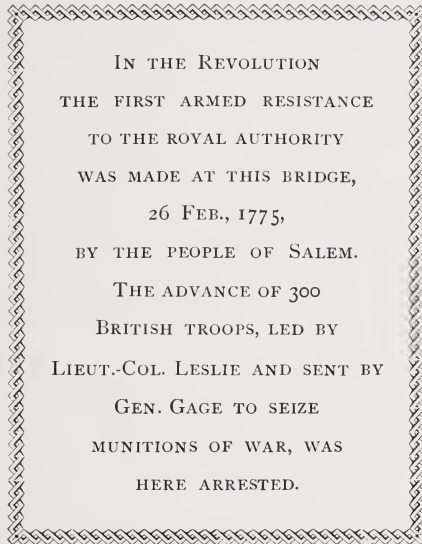 In the Revolution
the first armed resistance
to the royal authority
was made at this bridge,
26 Feb., 1775,
by the people of Salem.
The advance of 300
British troops, led by
Lieut.-Col. Leslie and sent by
Gen. Gage to seize
munitions of war, was
here arrested.